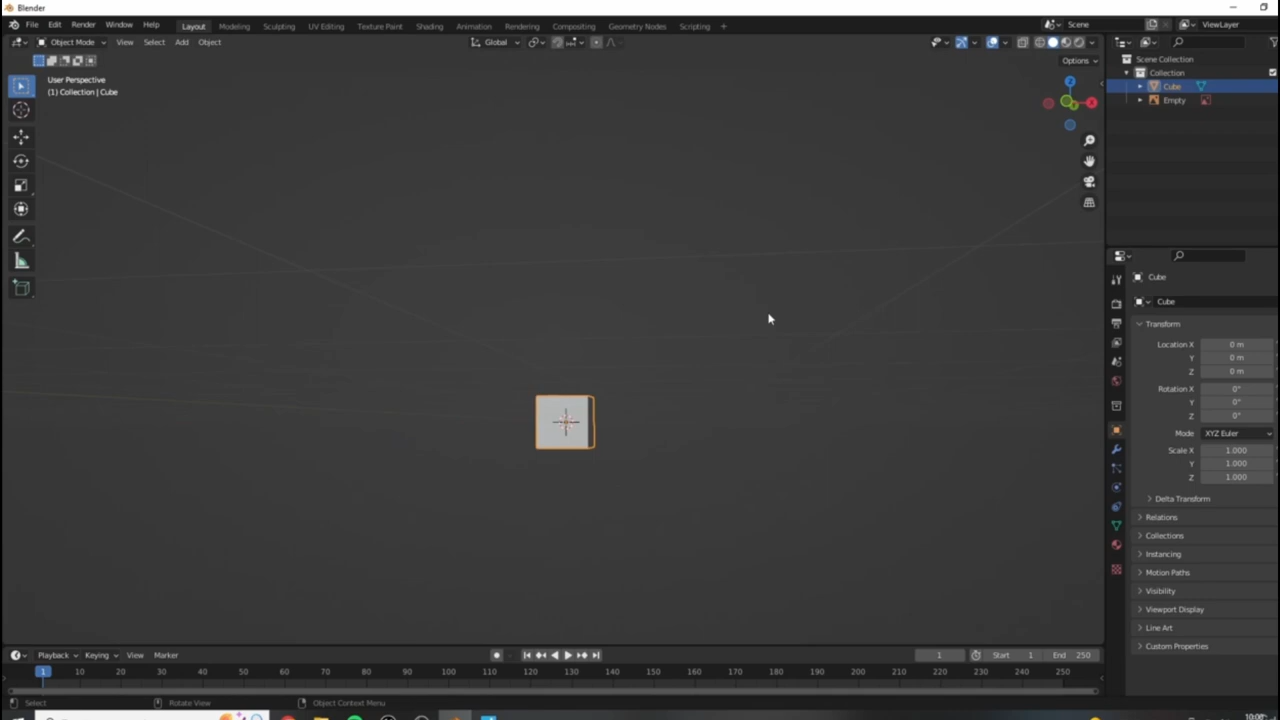 Blender
File Edit Render Window Help Layout Modeling Sculpting UV Editing Texture Paint Shading Animation Rendering Compositing Geometry Nodes Scripting + Scene ViewLayer
Object Mode View Select Add Object Global
Options
User Perspective
(1) Collection | Cube
Z
X
Y
Scene Collection
Collection
Cube
Empty
Cube
Cube
Transform
Location X 0 m
Y 0 m
Z 0 m
Rotation X 0°
Y 0°
Z 0°
Mode XYZ Euler
Scale X 1.000
Y 1.000
Z 1.000
Delta Transform
Relations
Collections
Instancing
Motion Paths
Visibility
Viewport Display
Line Art
Custom Properties
Playback Keying View Marker 1 Start 1 End 250
1 10 20 30 40 50 60 70 80 90 100 110 120 130 140 150 160 170 180 190 200 210 220 230 240 250
Select Rotate View Object Context Menu